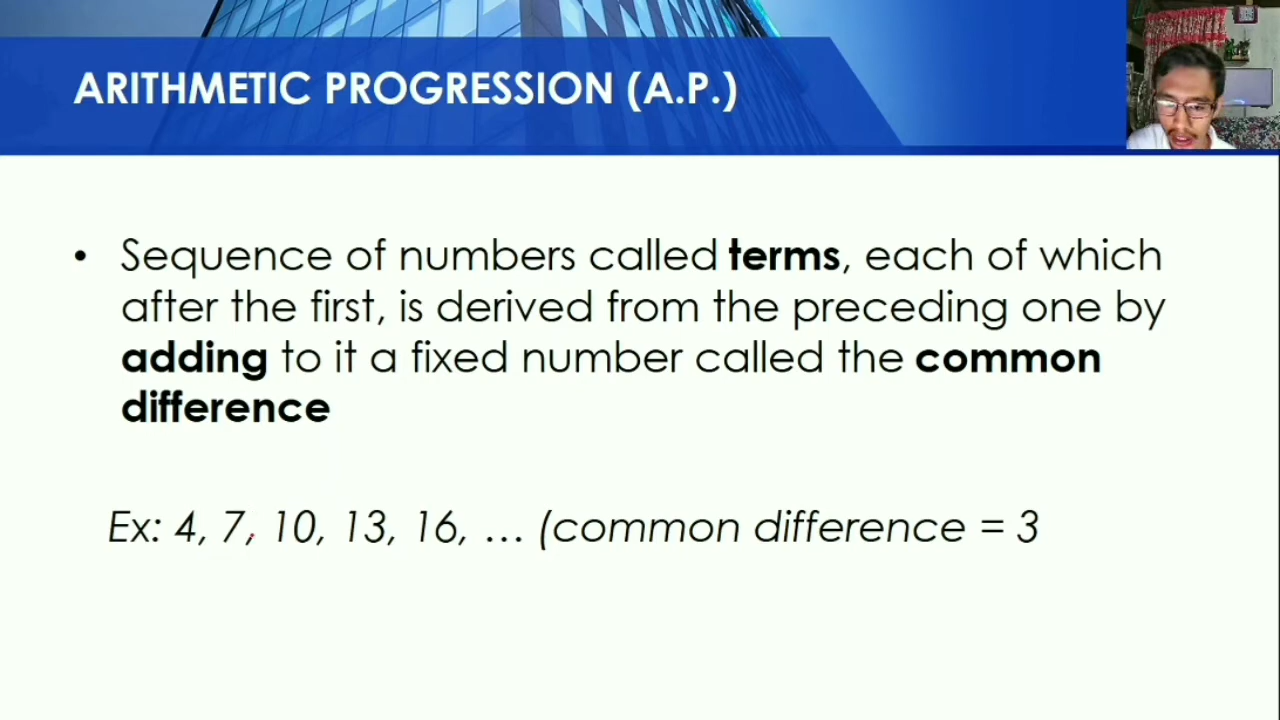 ARITHMETIC PROGRESSION (A.P.)
• Sequence of numbers called terms, each of which
after the first, is derived from the preceding one by
adding to it a fixed number called the common
difference
Ex: 4, 7, 10, 13, 16, … (common difference = 3